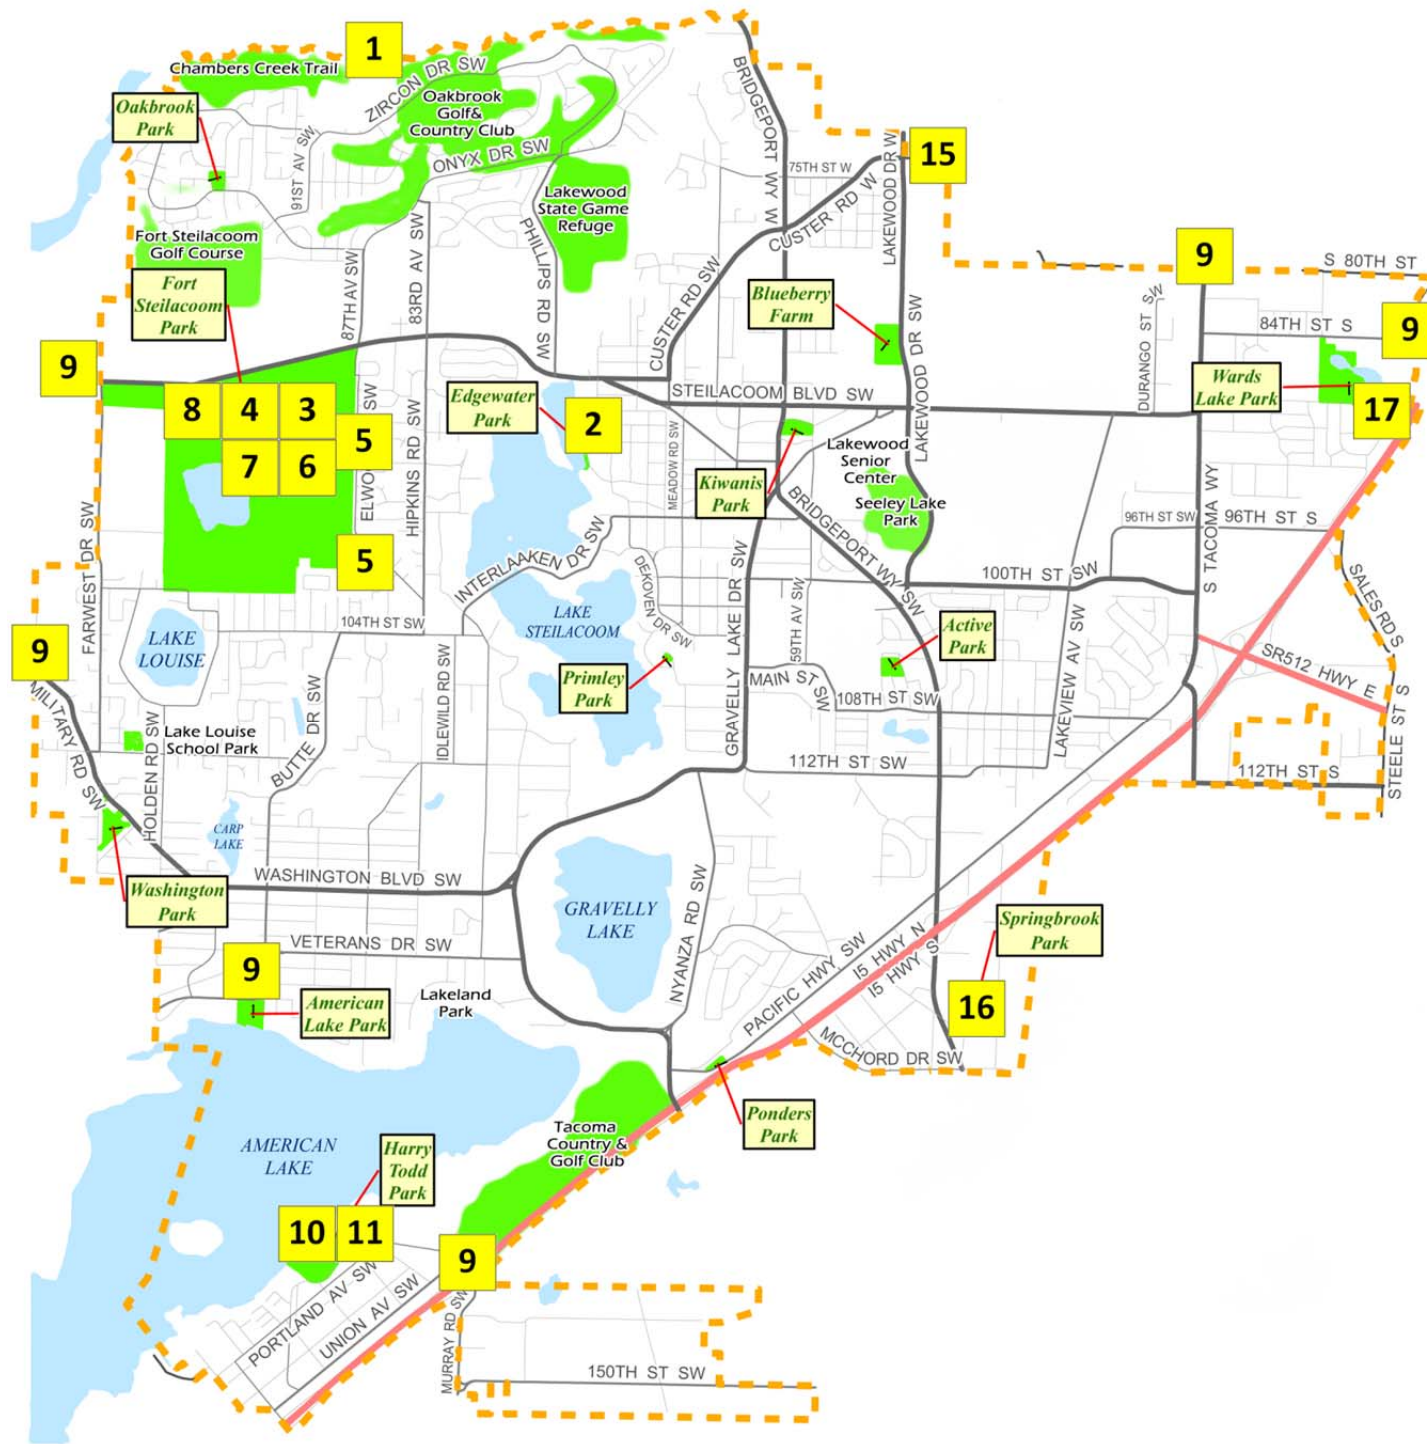 1
Chambers Creek Trail
ZIRCON DR SW
Oakbrook
Golf&
Country Club
BRIDGEPORT WY W
Oakbrook
Park
91ST AV SW
ONYX DR SW
15
75TH ST W
CUSTER RD W
LAKEWOOD DR W
Lakewood
State Game
Refuge
PHILLIPS RD SW
83RD AV SW
87TH AV SW
Fort Steilacoom
Golf Course
Fort
Steilacoom
Park
CUSTER RD SW
Blueberry
Farm
LAKEWOOD DR SW
9
S 80TH ST
DURANGO ST SW
84TH ST S
9
Wards
Lake Park
17
9
8
4
3
5
7
6
5
ELWO
SW
HIPKINS RD SW
Edgewater
Park
2
STEILACOOM BLVD SW
MEADOW RD SW
Kiwanis
Park
Lakewood
Senior
Center
Seeley Lake
Park
BRIDGEPORT WY SW
96TH ST SW
96TH ST S
S TACOMA WY
FARWEST DR SW
INTERLAAKEN DR SW
DEKOVEN DR SW
GRAVELLY LAKE DR SW
59TH AV SW
100TH ST SW
SALES RD S
9
LAKE
LOUISE
104TH ST SW
LAKE
STEILACOOM
Primley
Park
Active
Park
LAKEVIEW AV SW
SR512 HWY E
MAIN ST SW
108TH ST SW
MILITARY RD SW
Lake Louise
School Park
HOLDEN RD SW
BUTTE DR SW
IDLEWILD RD SW
112TH ST SW
112TH ST S
STEELE ST S
CARP
LAKE
Washington
Park
WASHINGTON BLVD SW
GRAVELLY
LAKE
NYANZA RD SW
VETERANS DR SW
PACIFIC HWY SW
I5 HWY N
I5 HWY S
Springbrook
Park
16
9
American
Lake Park
Lakeland
Park
MCCHORD DR SW
Ponders
Park
Tacoma
Country &
Golf Club
AMERICAN
LAKE
Harry
Todd
Park
10
11
9
PORTLAND AV SW
UNION AV SW
MURRAY RD SW
150TH ST SW